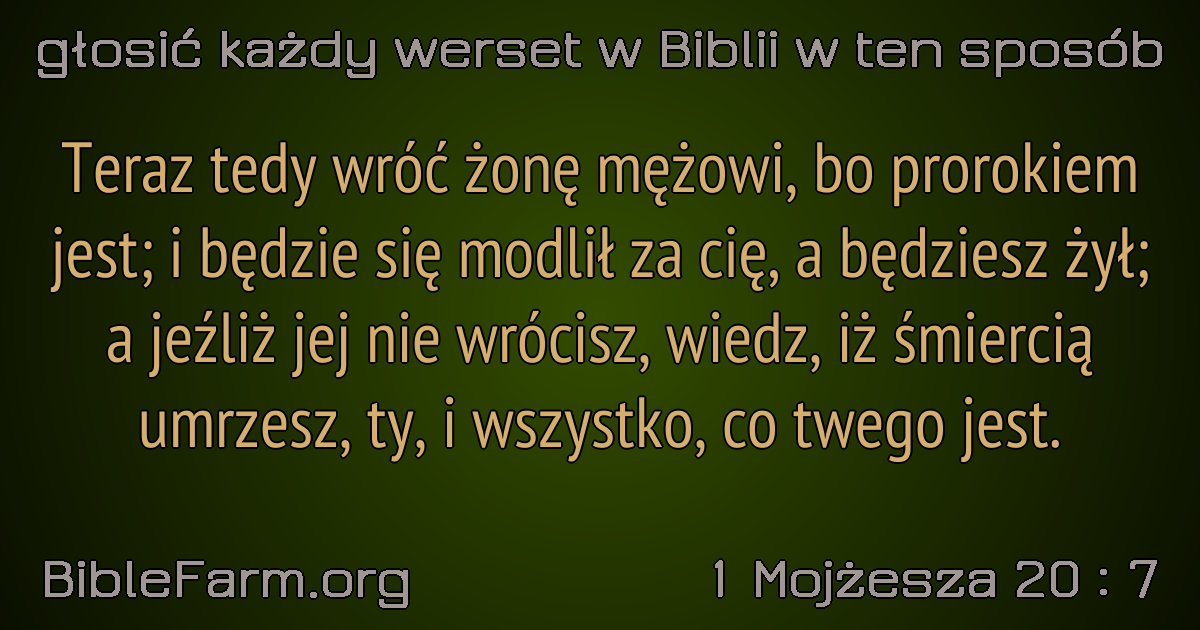 głosić każdy werset w Biblii w ten sposób
Teraz tedy wróć żonę mężowi, bo prorokiem
jest; i będzie się modlił za cię, a będziesz żył;
a jeźliż jej nie wrócisz, wiedz, iż śmiercią
umrzesz, ty, i wszystko, co twego jest.
BibleFarm.org
1 Mojżesza 20 : 7